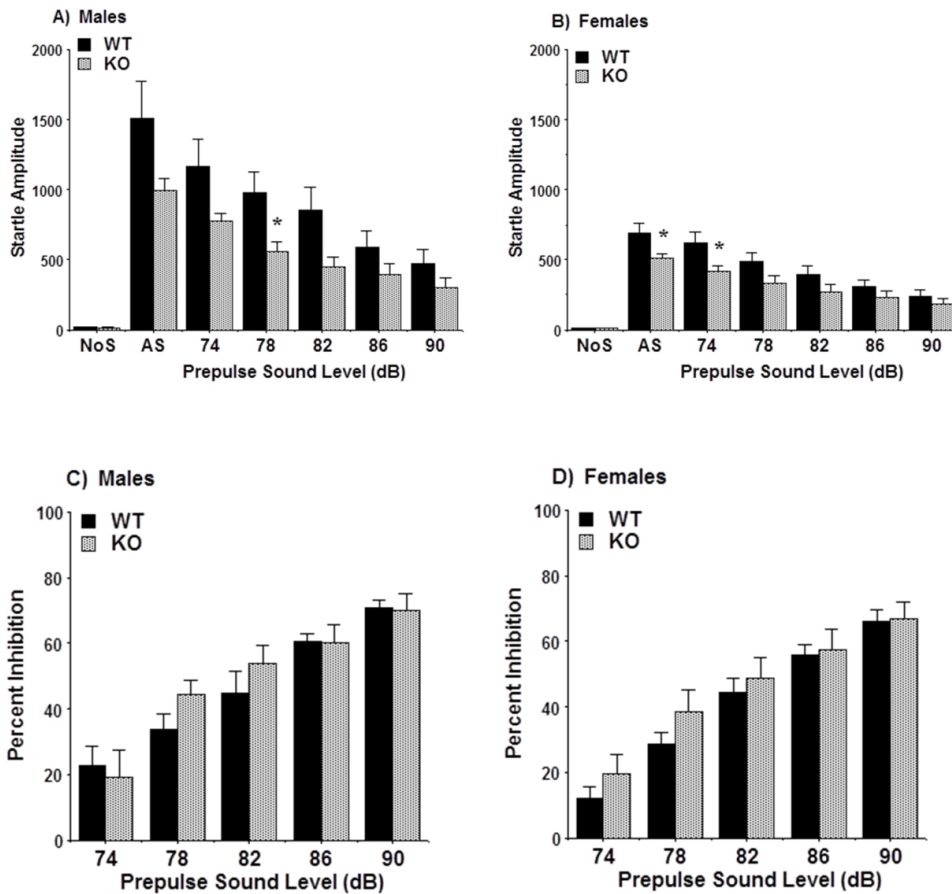 A) Males
WT
KO
2000
1500
1000
500
0
Startle Amplitude
*
NoS AS 74 78 82 86 90
Prepulse Sound Level (dB)
B) Females
WT
KO
2000
1500
1000
500
0
Startle Amplitude
* *
NoS AS 74 78 82 86 90
Prepulse Sound Level (dB)
C) Males
WT
KO
100
80
60
40
20
0
Percent Inhibition
74 78 82 86 90
Prepulse Sound Level (dB)
D) Females
WT
KO
100
80
60
40
20
0
Percent Inhibition
74 78 82 86 90
Prepulse Sound Level (dB)